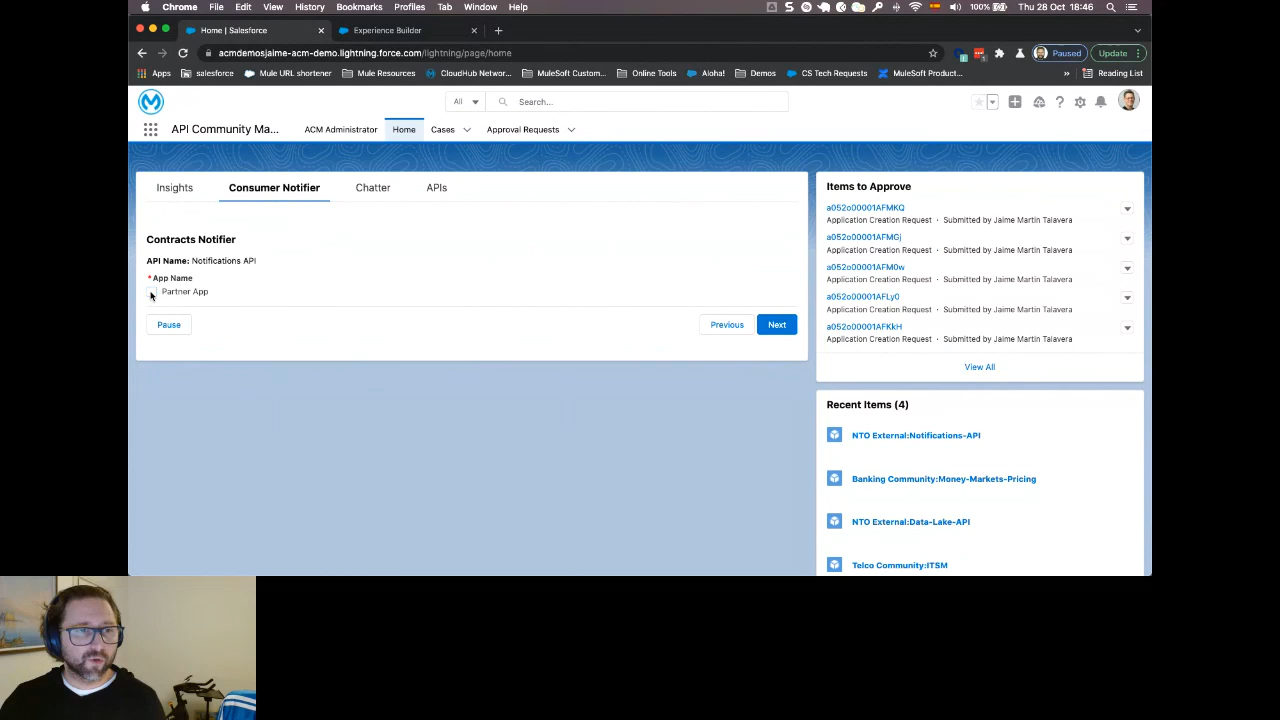 Chrome File Edit View History Bookmarks Profiles Tab Window Help 100% Thu 28 Oct 18:46
Home | Salesforce Experience Builder
acmdemosjaime-acm-demo.lightning.force.com/lightning/page/home Paused Update
Apps salesforce Mule URL shortener Mule Resources CloudHub Networ... MuleSoft Custom... Online Tools Aloha! Demos CS Tech Requests MuleSoft Product... » Reading List
All Search...
API Community Ma... ACM Administrator Home Cases Approval Requests
Insights Consumer Notifier Chatter APIs
Contracts Notifier
API Name: Notifications API
* App Name
Partner App
Pause Previous Next
Items to Approve
a052o00001AFMKQ
Application Creation Request · Submitted by Jaime Martin Talavera
a052o00001AFMGj
Application Creation Request · Submitted by Jaime Martin Talavera
a052o00001AFM0w
Application Creation Request · Submitted by Jaime Martin Talavera
a052o00001AFLy0
Application Creation Request · Submitted by Jaime Martin Talavera
a052o00001AFKkH
Application Creation Request · Submitted by Jaime Martin Talavera
View All
Recent Items (4)
NTO External:Notifications-API
Banking Community:Money-Markets-Pricing
NTO External:Data-Lake-API
Telco Community:ITSM